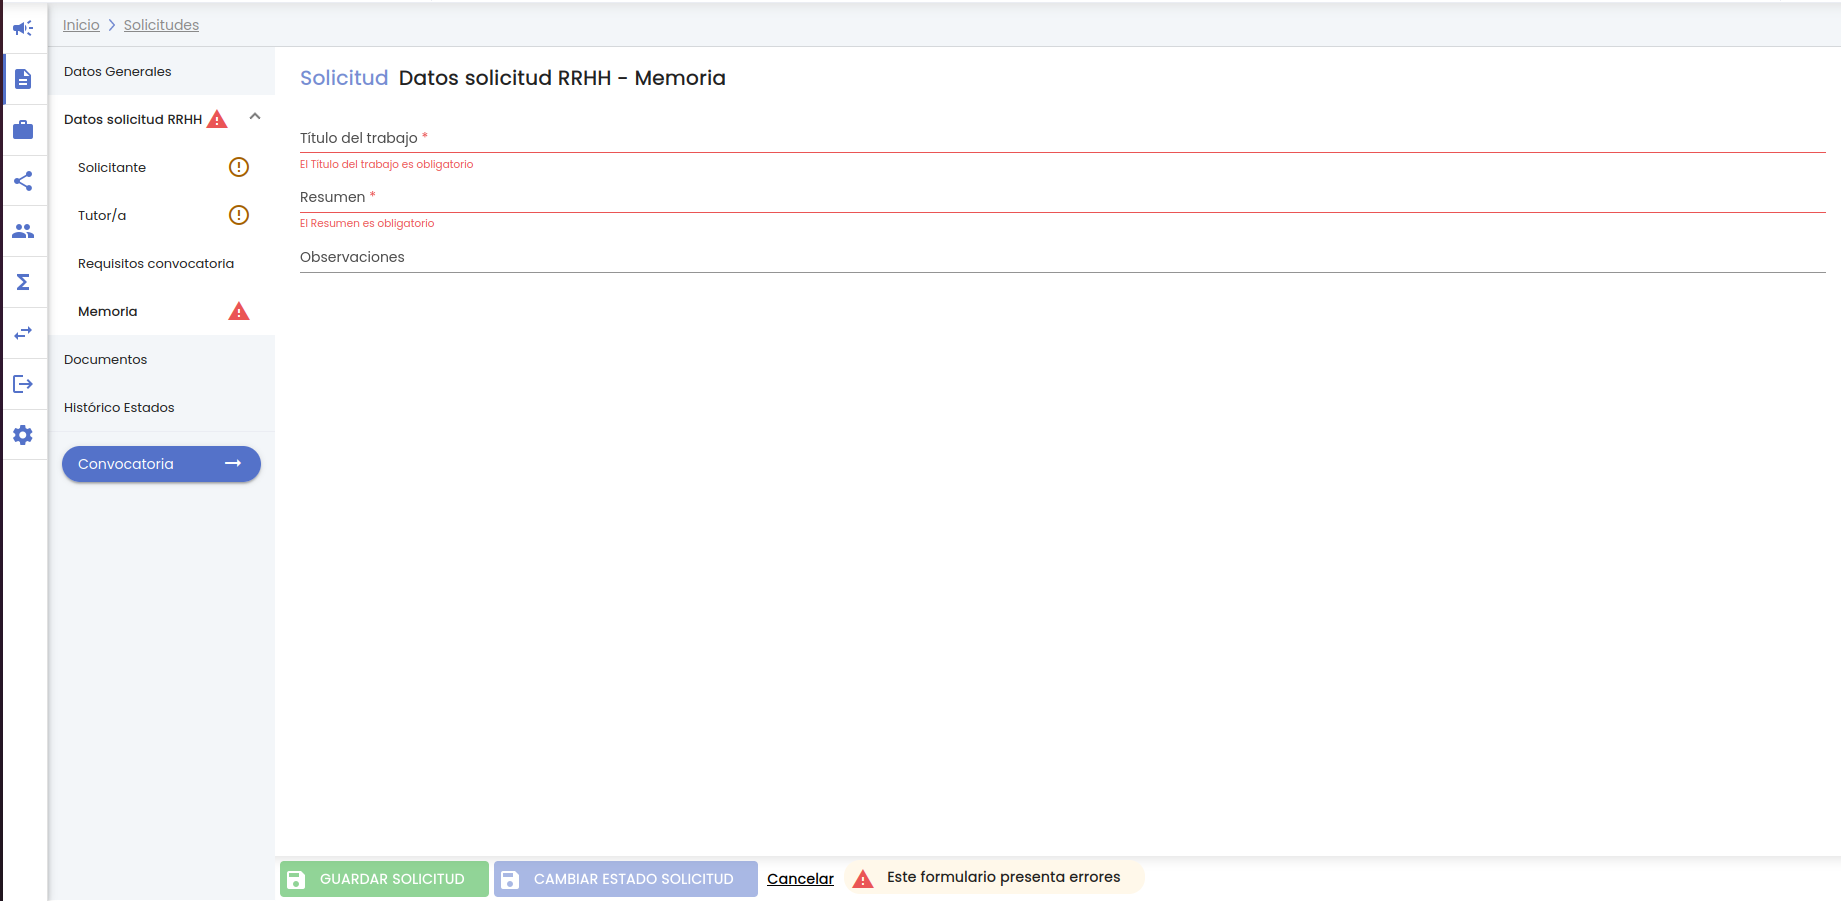 Inicio > Solicitudes
Datos Generales
Datos solicitud RRHH
Solicitante
Tutor/a
Requisitos convocatoria
Memoria
Documentos
Histórico Estados
Convocatoria →
Solicitud Datos solicitud RRHH - Memoria
Título del trabajo *
El Título del trabajo es obligatorio
Resumen *
El Resumen es obligatorio
Observaciones
GUARDAR SOLICITUD CAMBIAR ESTADO SOLICITUD Cancelar Este formulario presenta errores